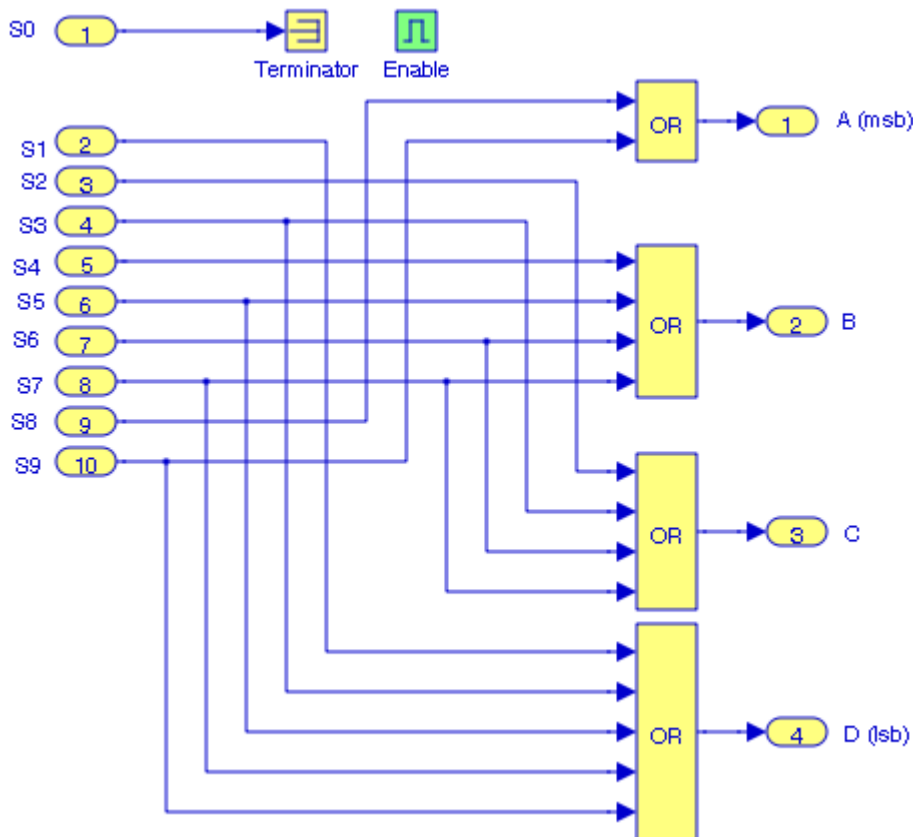 S0 1
Terminator Enable
OR 1 A (msb)
S1 2
S2 3
S3 4
S4 5
S5 6
S6 7
S7 8
S8 9
S9 10
OR 2 B
OR 3 C
OR 4 D (lsb)